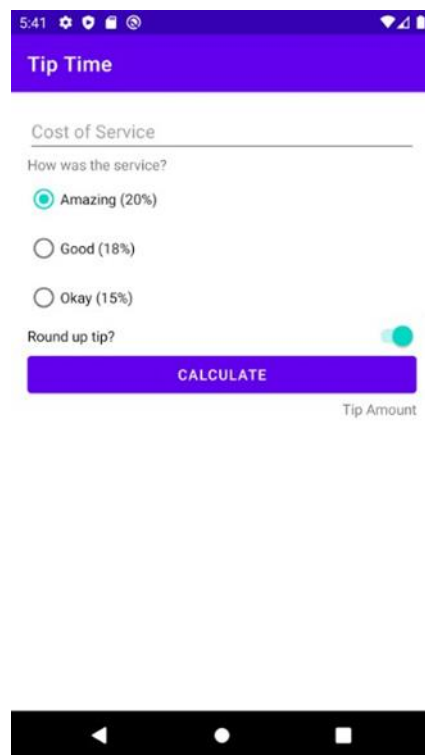 5:41
Tip Time
Cost of Service
How was the service?
Amazing (20%)
Good (18%)
Okay (15%)
Round up tip?
CALCULATE
Tip Amount